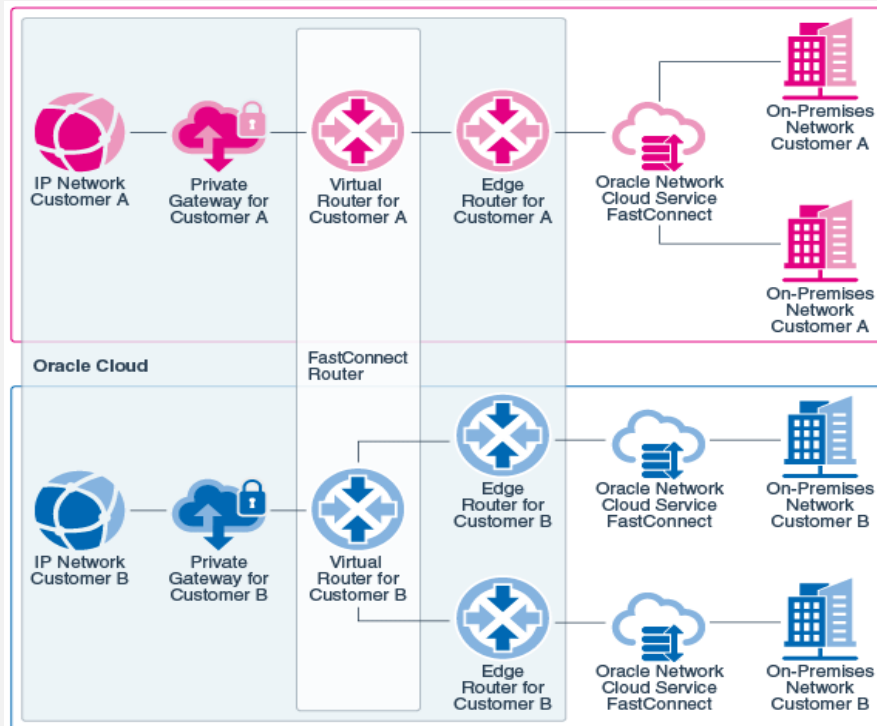 IP Network
Customer A
Private
Gateway for
Customer A
Virtual
Router for
Customer A
Edge
Router for
Customer A
Oracle Network
Cloud Service
FastConnect
On-Premises
Network
Customer A
On-Premises
Network
Customer A
Oracle Cloud
FastConnect
Router
IP Network
Customer B
Private
Gateway for
Customer B
Virtual
Router for
Customer B
Edge
Router for
Customer B
Oracle Network
Cloud Service
FastConnect
On-Premises
Network
Customer B
Edge
Router for
Customer B
Oracle Network
Cloud Service
FastConnect
On-Premises
Network
Customer B